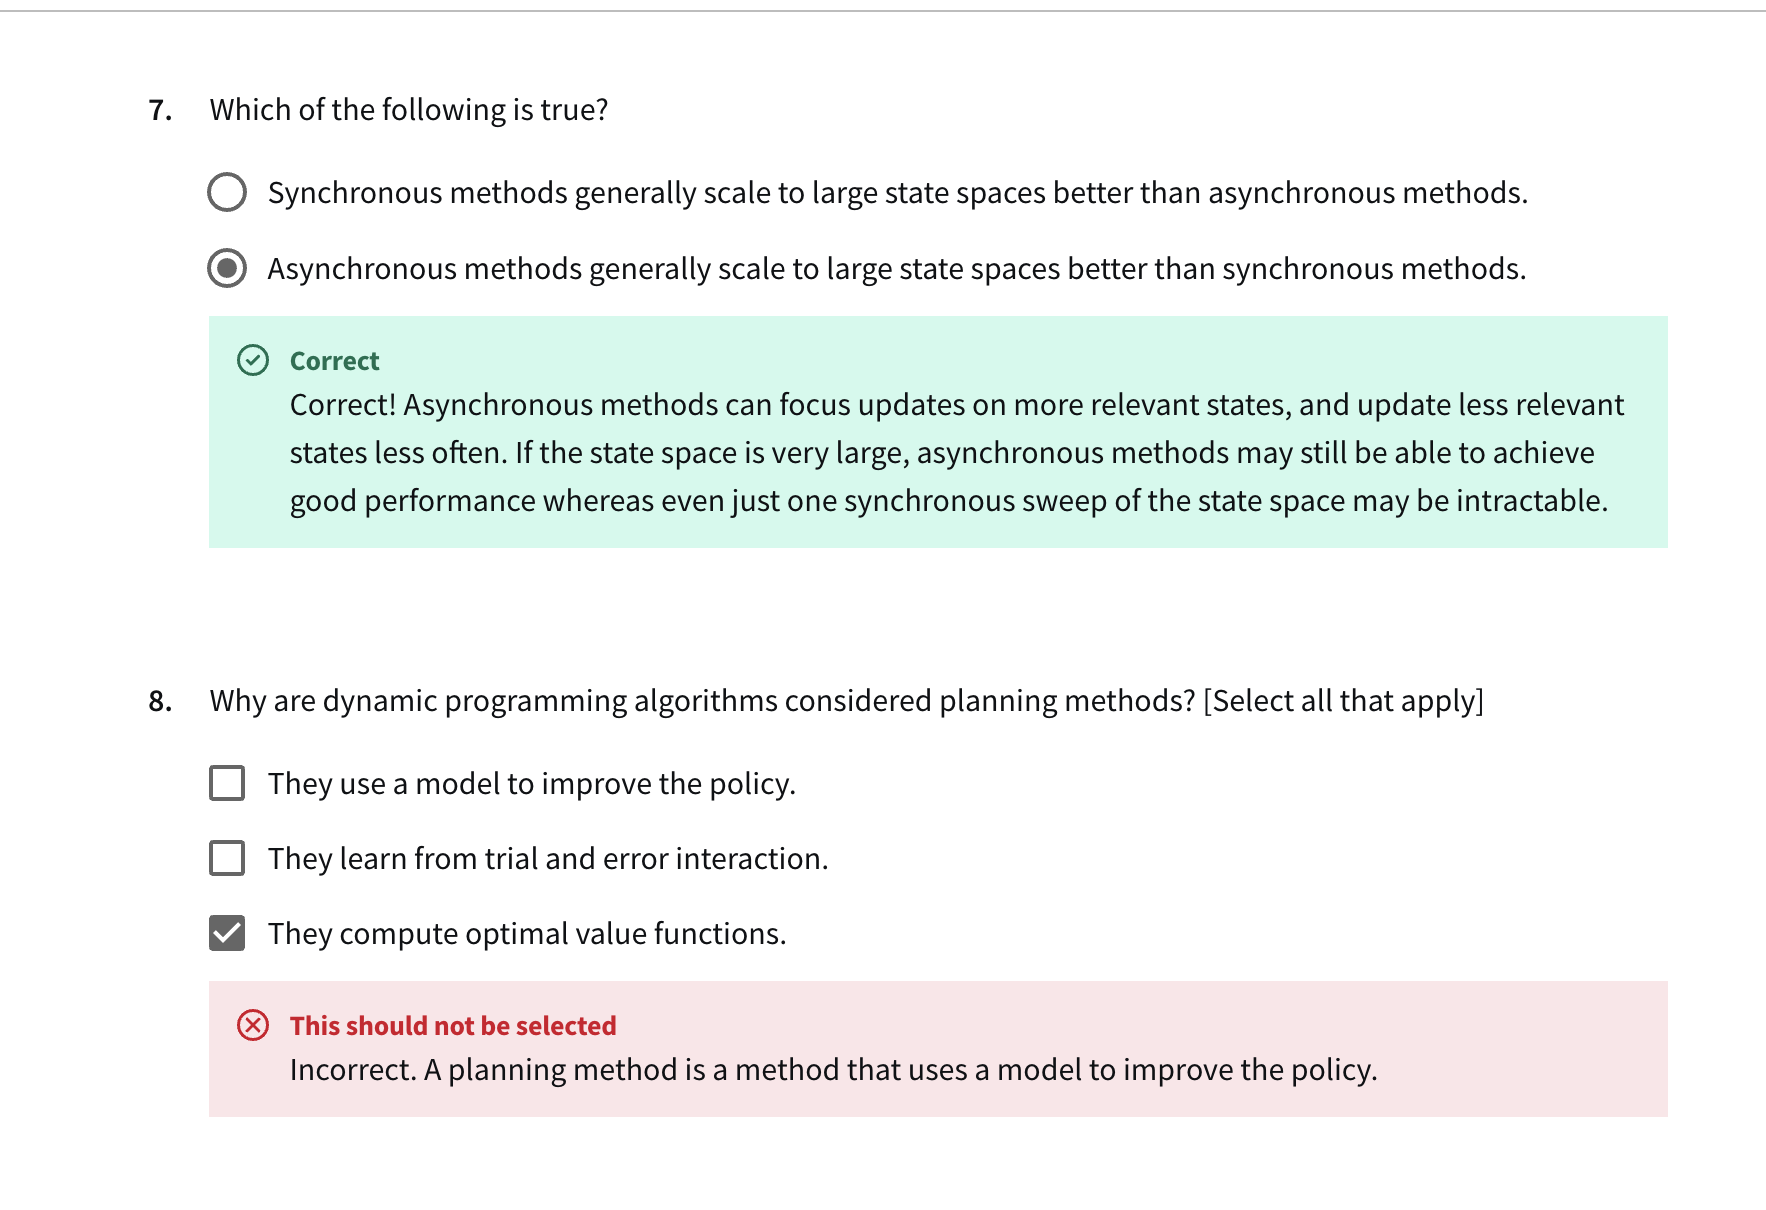 7. Which of the following is true?
Synchronous methods generally scale to large state spaces better than asynchronous methods.
Asynchronous methods generally scale to large state spaces better than synchronous methods.
Correct
Correct! Asynchronous methods can focus updates on more relevant states, and update less relevant
states less often. If the state space is very large, asynchronous methods may still be able to achieve
good performance whereas even just one synchronous sweep of the state space may be intractable.
8. Why are dynamic programming algorithms considered planning methods? [Select all that apply]
They use a model to improve the policy.
They learn from trial and error interaction.
They compute optimal value functions.
This should not be selected
Incorrect. A planning method is a method that uses a model to improve the policy.